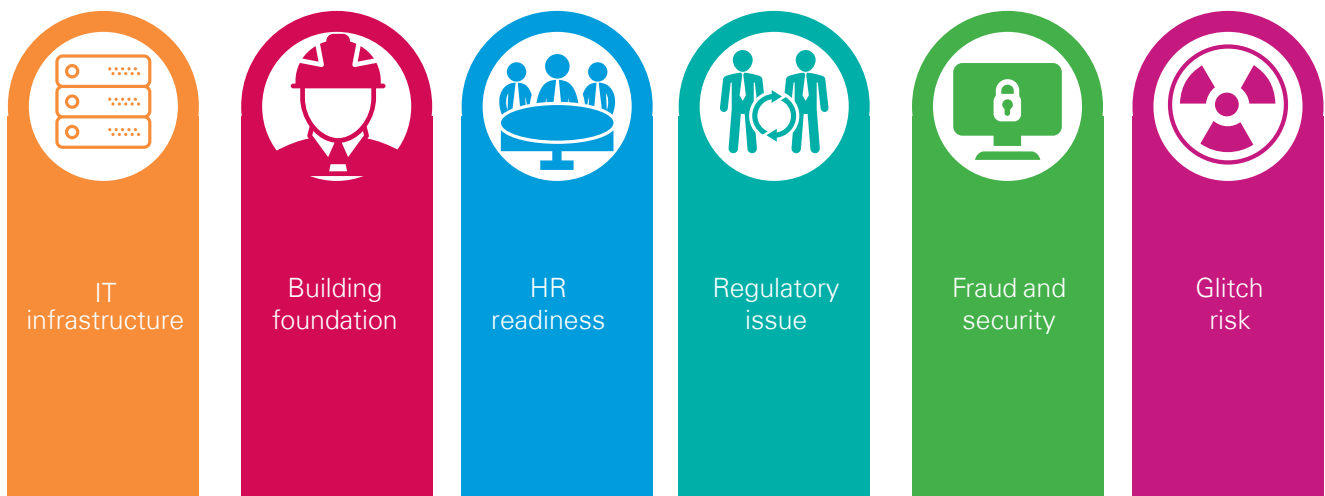 IT
infrastructure
Building
foundation
HR
readiness
Regulatory
issue
Fraud and
security
Glitch
risk